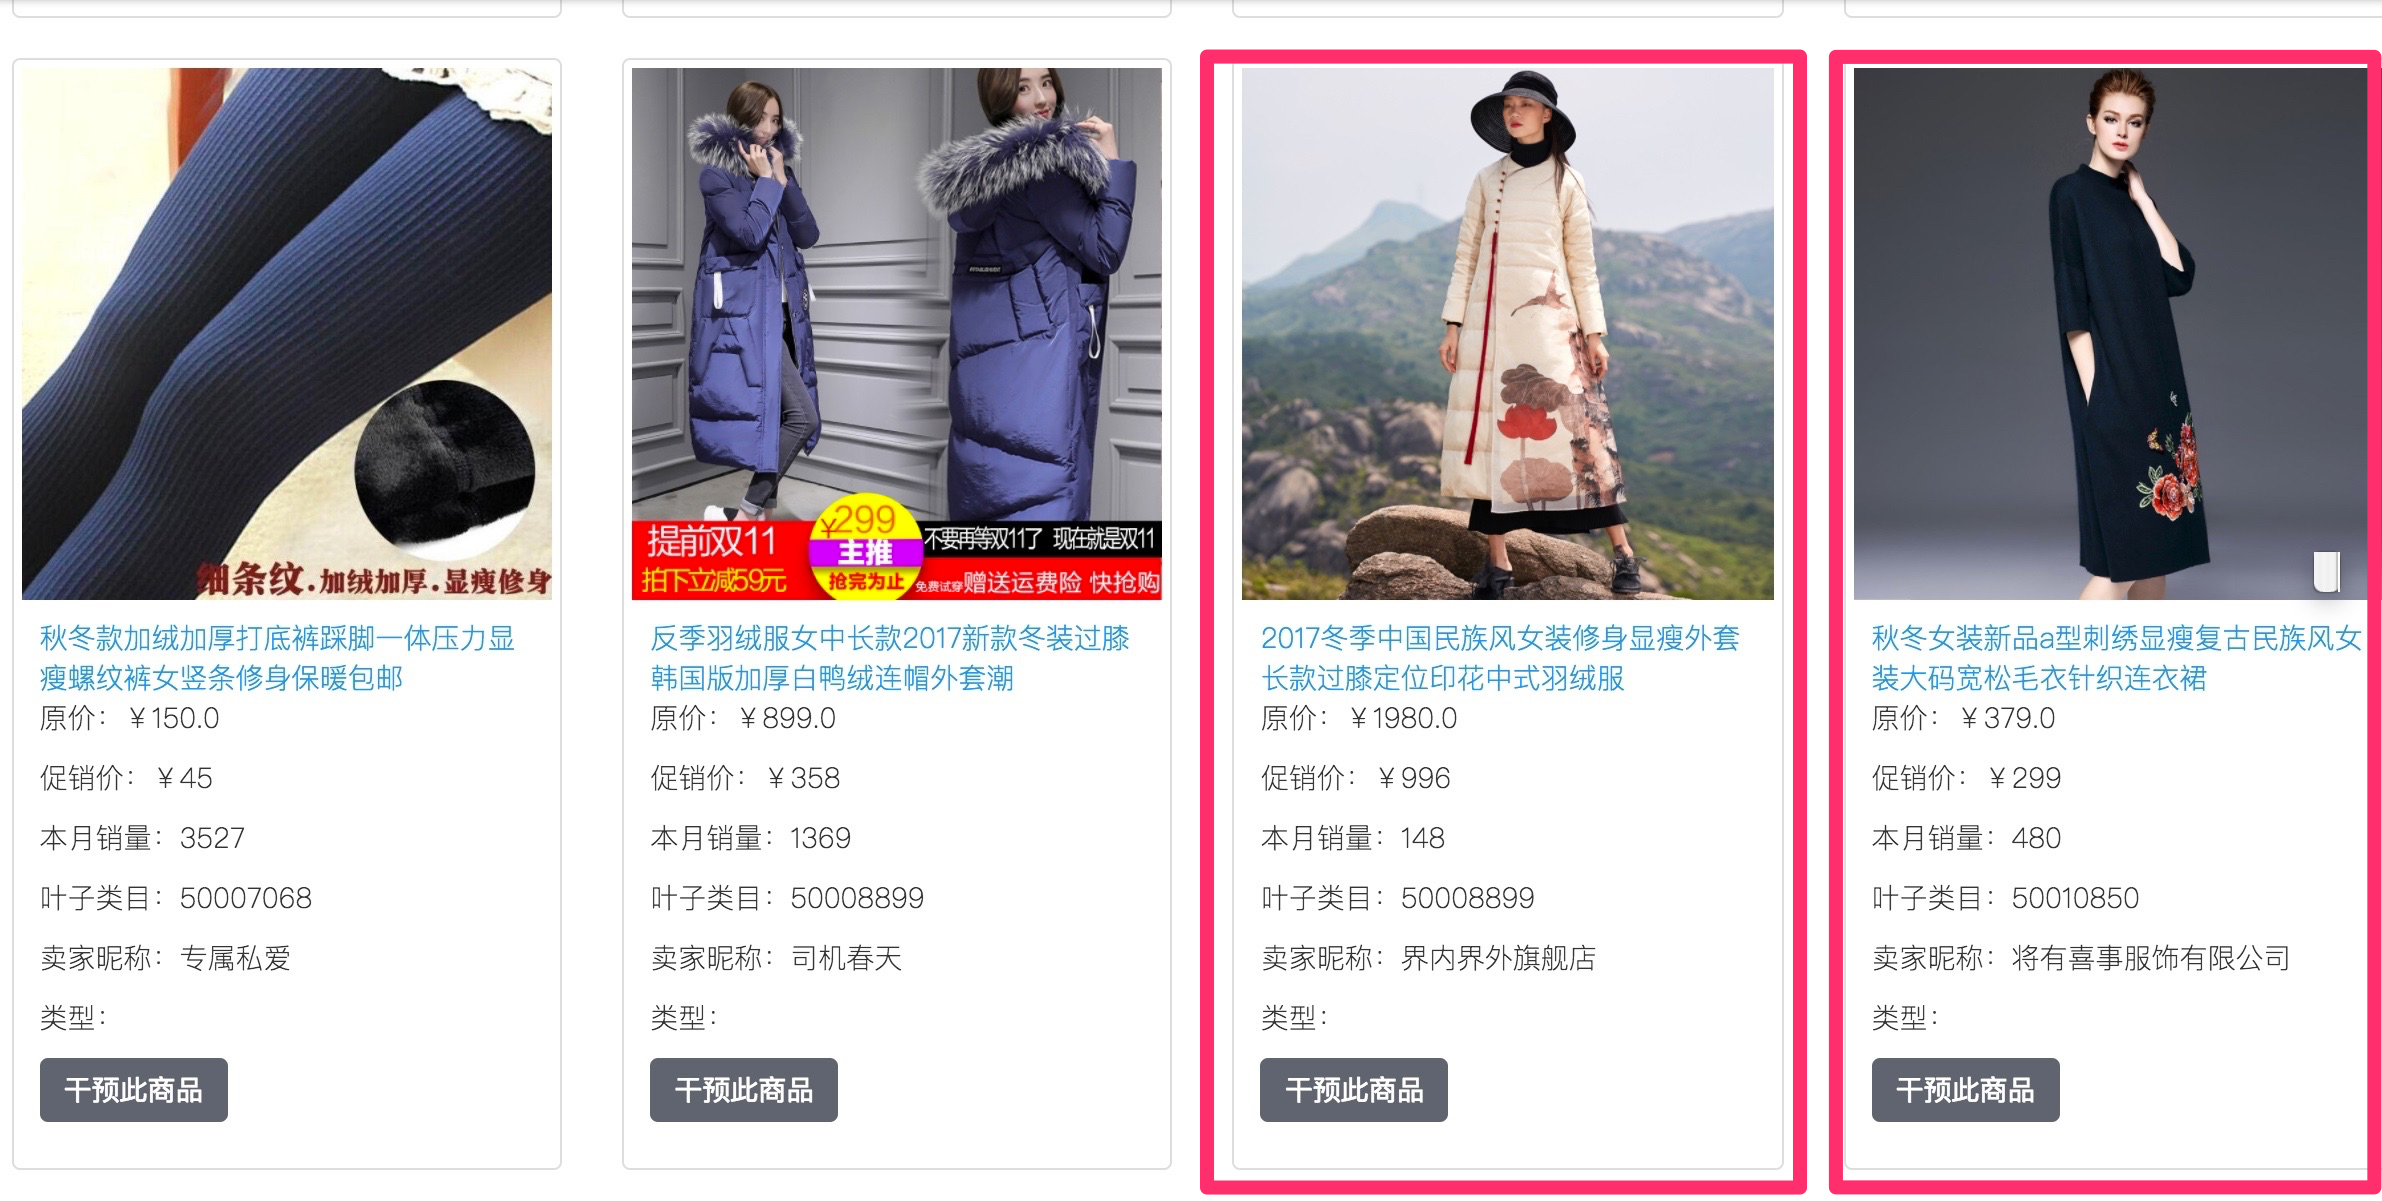 细条纹.加绒加厚.显瘦修身
秋冬款加绒加厚打底裤踩脚一体压力显
瘦螺纹裤女竖条修身保暖包邮
原价：￥150.0
促销价：￥45
本月销量：3527
叶子类目：50007068
卖家昵称：专属私爱
类型：
干预此商品
提前双11
拍下立减59元
¥299
主推
抢完为止
不要再等双11了 现在就是双11
免费试穿赠送运费险 快抢购
反季羽绒服女中长款2017新款冬装过膝
韩国版加厚白鸭绒连帽外套潮
原价：￥899.0
促销价：￥358
本月销量：1369
叶子类目：50008899
卖家昵称：司机春天
类型：
干预此商品
2017冬季中国民族风女装修身显瘦外套
长款过膝定位印花中式羽绒服
原价：￥1980.0
促销价：￥996
本月销量：148
叶子类目：50008899
卖家昵称：界内界外旗舰店
类型：
干预此商品
秋冬女装新品a型刺绣显瘦复古民族风女
装大码宽松毛衣针织连衣裙
原价：￥379.0
促销价：￥299
本月销量：480
叶子类目：50010850
卖家昵称：将有喜事服饰有限公司
类型：
干预此商品